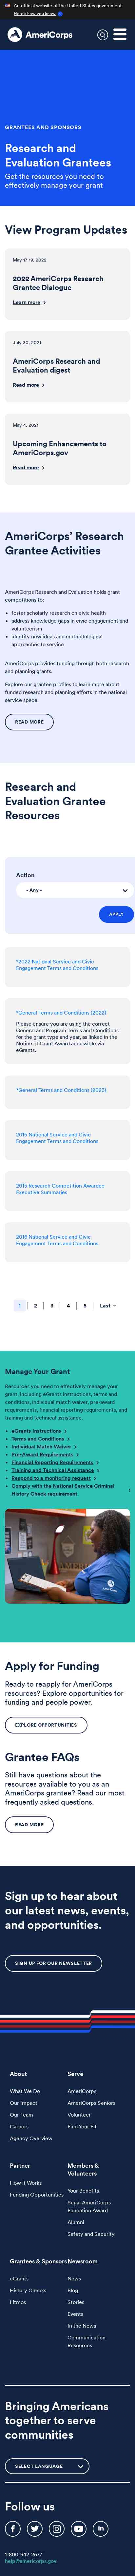 An official website of the United States government
Here's how you know
AmeriCorps
GRANTEES AND SPONSORS
Research and
Evaluation Grantees
Get the resources you need to
effectively manage your grant
View Program Updates
May 17-19, 2022
2022 AmeriCorps Research
Grantee Dialogue
Learn more
July 30, 2021
AmeriCorps Research and
Evaluation digest
Read more
May 4, 2021
Upcoming Enhancements to
AmeriCorps.gov
Read more
AmeriCorps' Research
Grantee Activities
AmeriCorps Research and Evaluation holds grant
competitions to:
• foster scholarly research on civic health
• address knowledge gaps in civic engagement and
volunteerism
• identify new ideas and methodological
approaches to service
AmeriCorps provides funding through both research
and planning grants.
Explore our grantee profiles to learn more about
funded research and planning efforts in the national
service space.
READ MORE
Research and
Evaluation Grantee
Resources
Action
- Any -
APPLY
*2022 National Service and Civic
Engagement Terms and Conditions
*General Terms and Conditions (2022)
Please ensure you are using the correct
General and Program Terms and Conditions
for the grant type and year, as linked in the
Notice of Grant Award accessible via
eGrants.
*General Terms and Conditions (2023)
2015 National Service and Civic
Engagement Terms and Conditions
2015 Research Competition Awardee
Executive Summaries
2016 National Service and Civic
Engagement Terms and Conditions
1 2 3 4 5 Last →
Manage Your Grant
Resources you need to effectively manage your
grant, including eGrants instructions, terms and
conditions, individual match waiver, pre-award
requirements, financial reporting requirements, and
training and technical assistance.
• eGrants Instructions
• Terms and Conditions
• Individual Match Waiver
• Pre-Award Requirements
• Financial Reporting Requirements
• Training and Technical Assistance
• Respond to a monitoring request
• Comply with the National Service Criminal
History Check requirement
AmeriCorps
Apply for Funding
Ready to reapply for AmeriCorps
resources? Explore opportunities for
funding and people power.
EXPLORE OPPORTUNITIES
Grantee FAQs
Still have questions about the
resources available to you as an
AmeriCorps grantee? Read our most
frequently asked questions.
READ MORE
Sign up to hear about
our latest news, events,
and opportunities.
SIGN UP FOR OUR NEWSLETTER
About
What We Do
Our Impact
Our Team
Careers
Agency Overview
Serve
AmeriCorps
AmeriCorps Seniors
Volunteer
Find Your Fit
Partner
How it Works
Funding Opportunities
Members &
Volunteers
Your Benefits
Segal AmeriCorps
Education Award
Alumni
Safety and Security
Grantees & Sponsors
eGrants
History Checks
Litmos
Newsroom
News
Blog
Stories
Events
In the News
Communication
Resources
Bringing Americans
together to serve
communities
SELECT LANGUAGE
Follow us
1-800-942-2677
help@americorps.gov